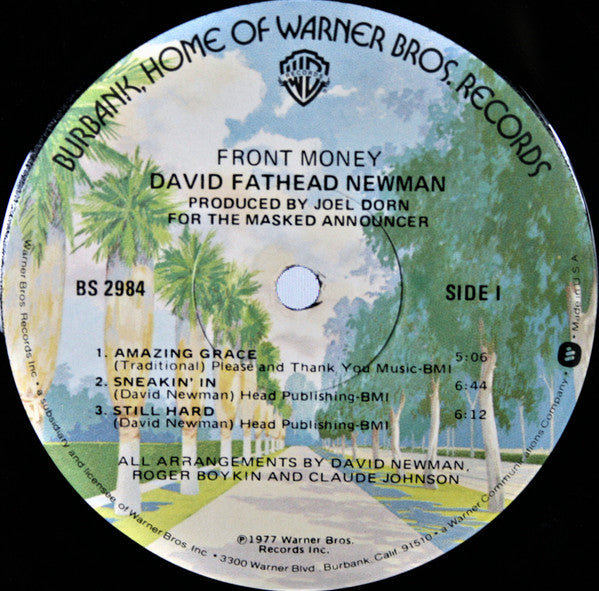 BURBANK, HOME OF WARNER BROS. RECORDS
WB
RECORDS
FRONT MONEY
DAVID FATHEAD NEWMAN
PRODUCED BY JOEL DORN
FOR THE MASKED ANNOUNCER
BS 2984
SIDE I
1. AMAZING GRACE 5:06
(Traditional) Please and Thank You Music-BMI
2. SNEAKIN' IN 6:44
(David Newman) Head Publishing-BMI
3. STILL HARD 6:12
(David Newman) Head Publishing-BMI
ALL ARRANGEMENTS BY DAVID NEWMAN,
ROGER BOYKIN AND CLAUDE JOHNSON
℗1977 Warner Bros.
Records Inc.
Warner Bros. Records Inc. • a subsidiary and licensee of Warner Bros. Inc. • 3300 Warner Blvd., Burbank, Calif. 91510 • a Warner Communications Company • Made in U.S.A.